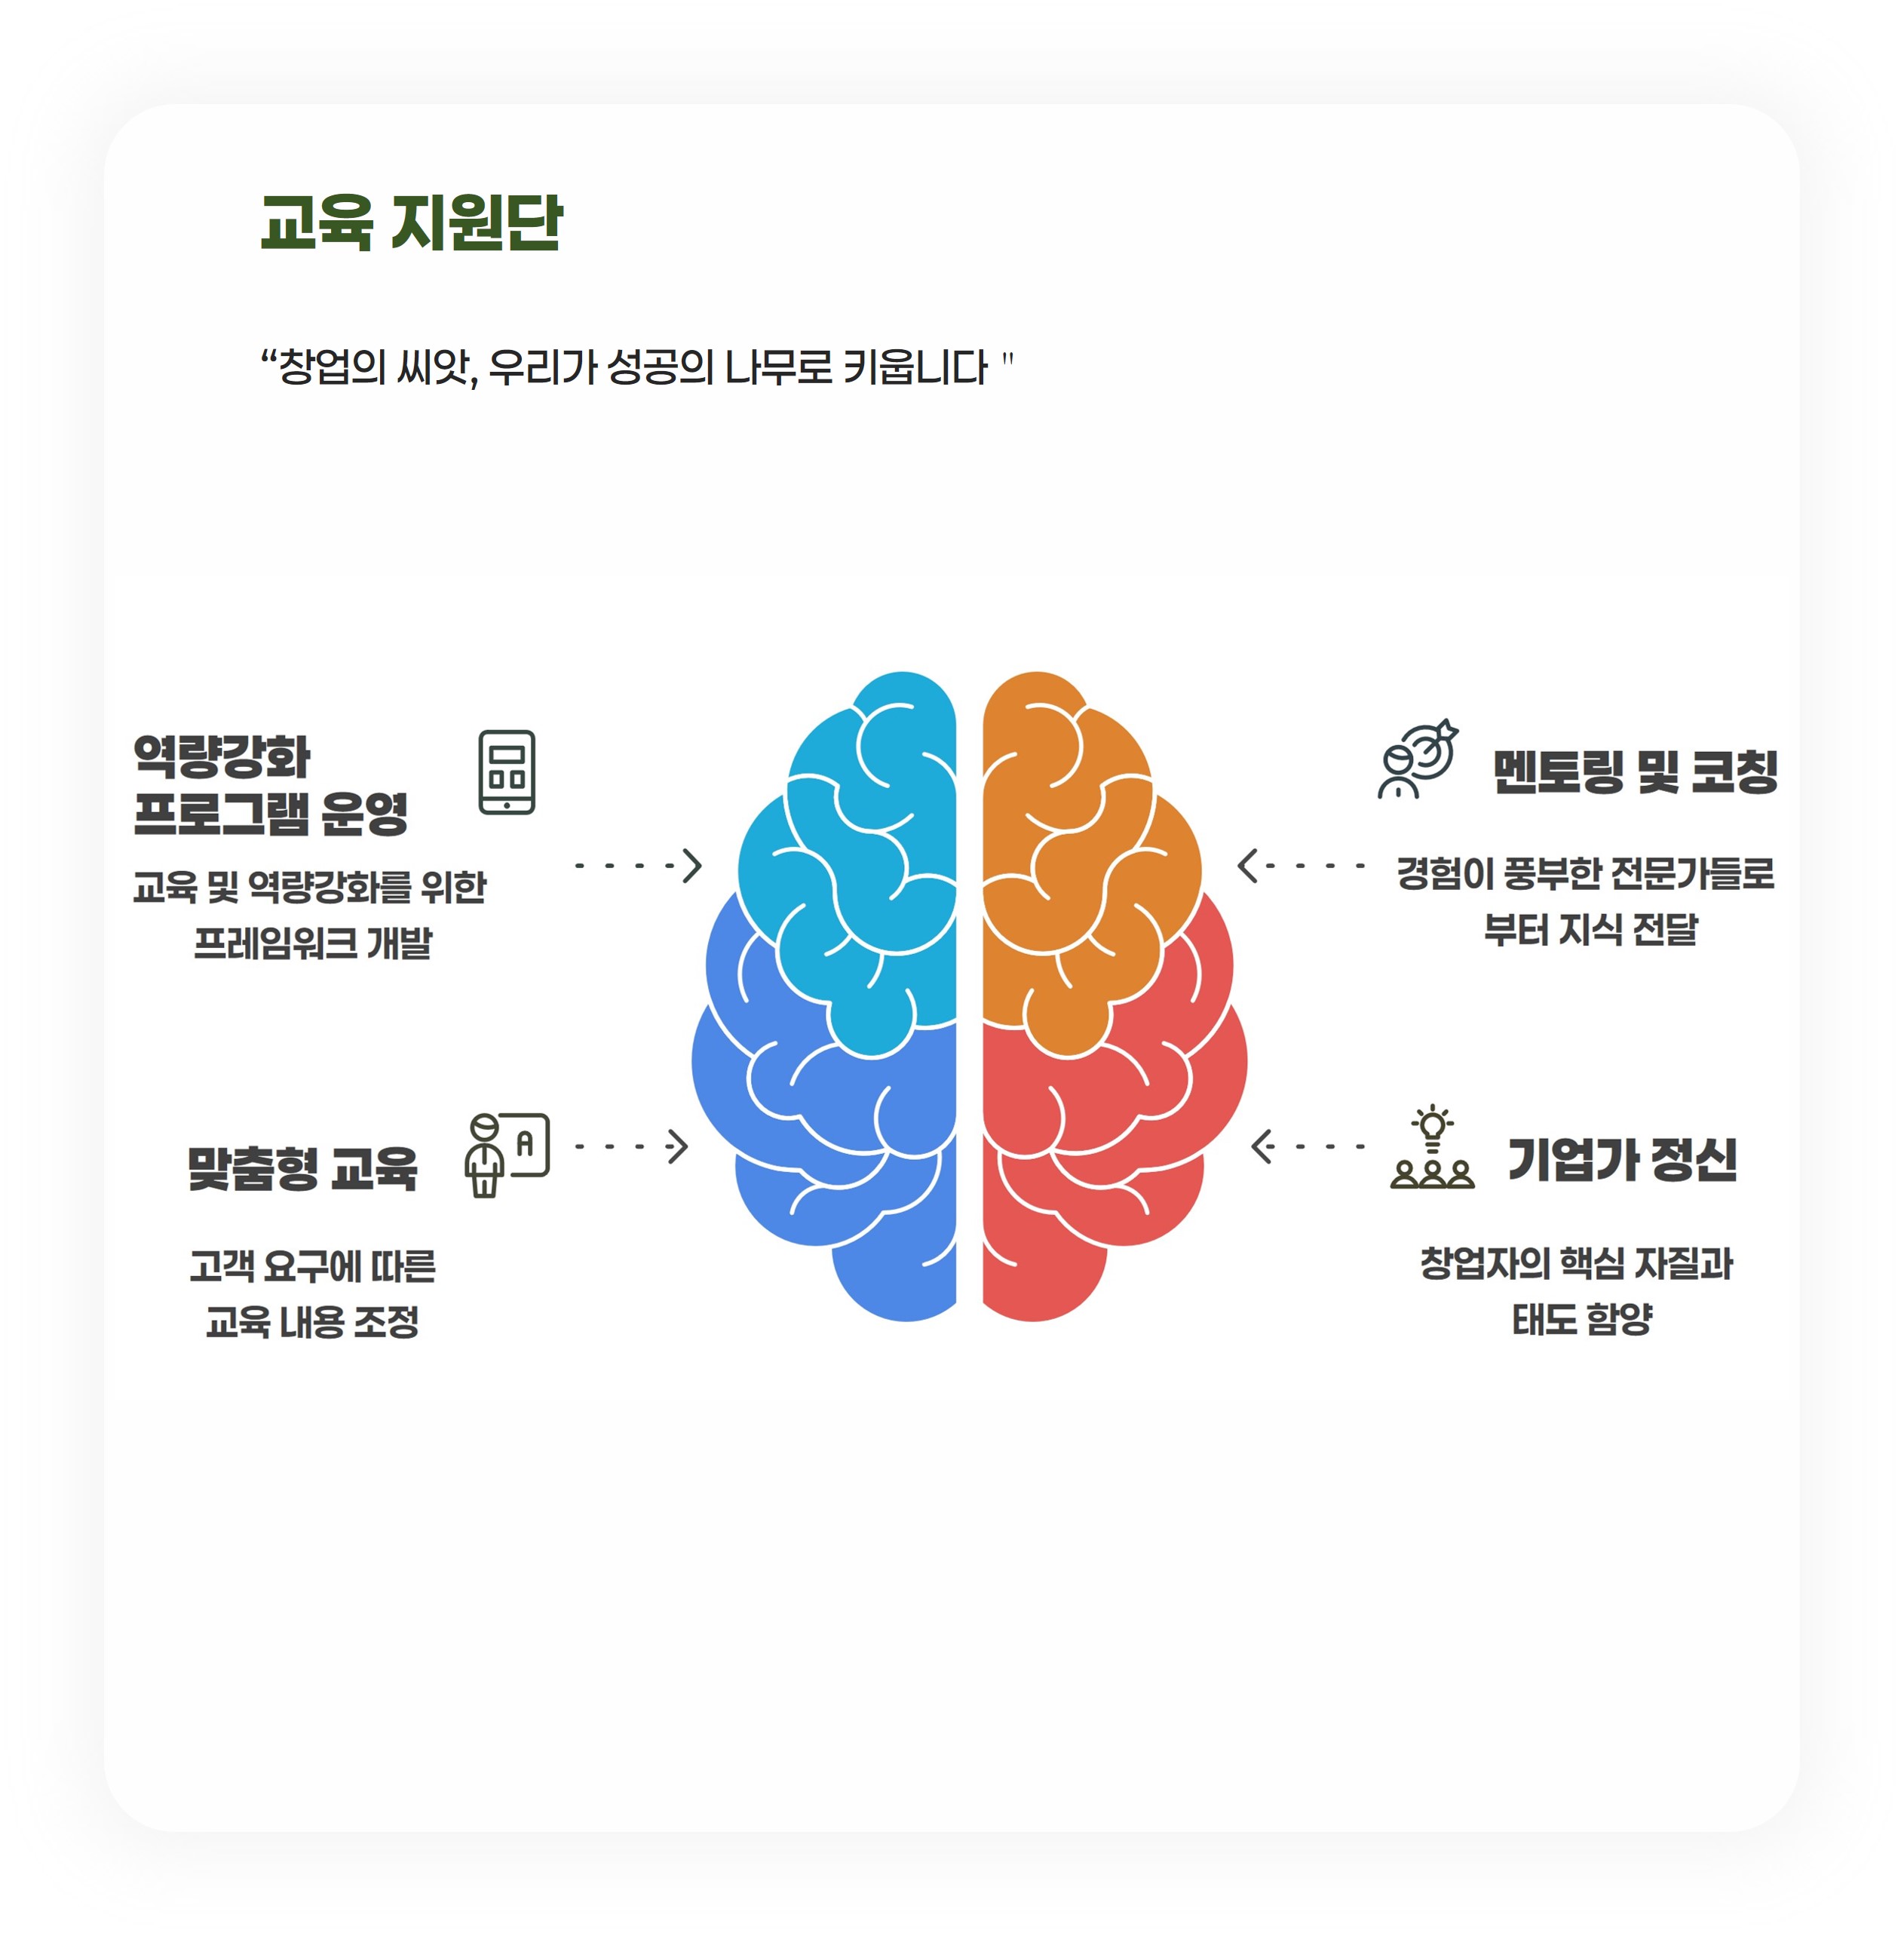 교육 지원단
“창업의 씨앗, 우리가 성공의 나무로 키웁니다 "
역량강화
프로그램 운영
교육 및 역량강화를 위한
프레임워크 개발
멘토링 및 코칭
경험이 풍부한 전문가들로
부터 지식 전달
맞춤형 교육
A
고객 요구에 따른
교육 내용 조정
기업가 정신
창업자의 핵심 자질과
태도 함양